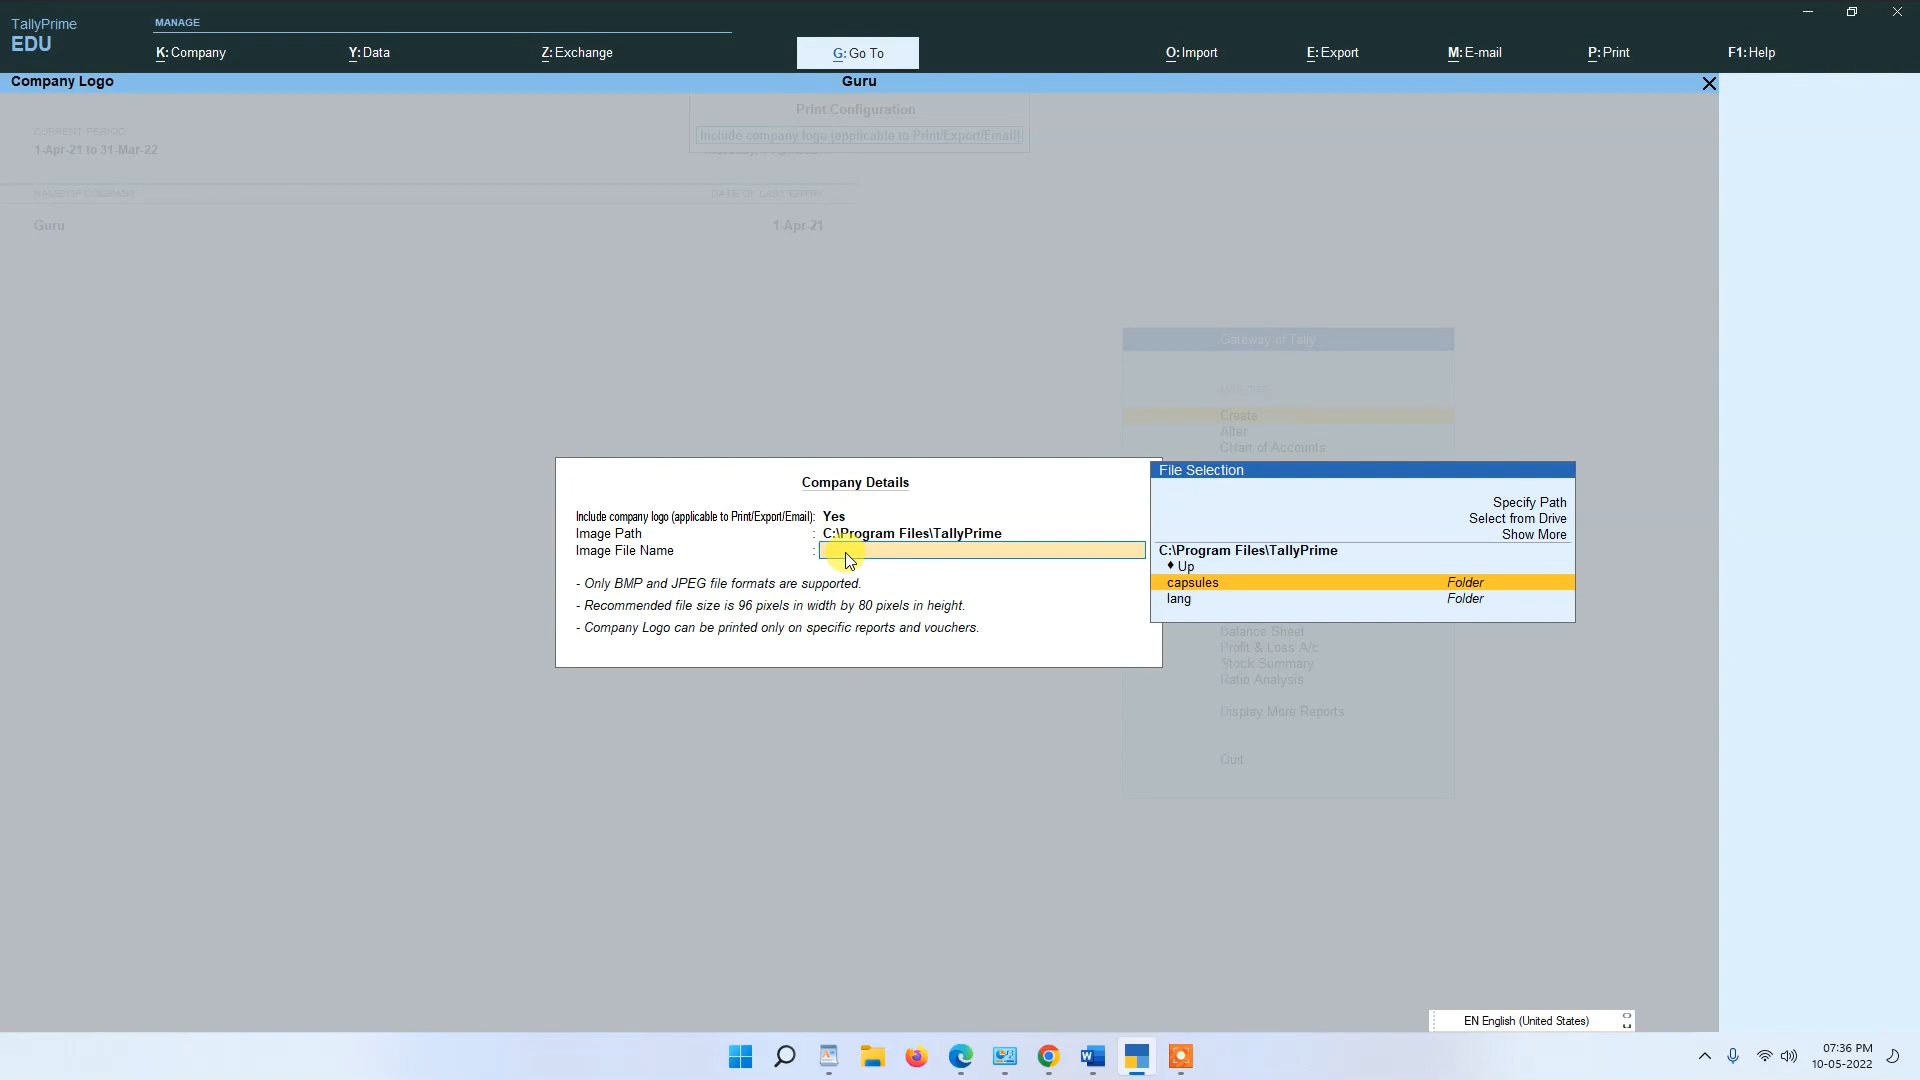 TallyPrime
EDU
MANAGE
K: Company
Y: Data
Z: Exchange
G: Go To
O: Import
E: Export
M: E-mail
P: Print
F1: Help
Company Logo
Guru
Print Configuration
Include company logo (applicable to Print/Export/Email)
CURRENT PERIOD
1-Apr-21 to 31-Mar-22
NAME OF COMPANY
DATE OF LAST ENTRY
Guru
1-Apr-21
Gateway of Tally
Create
Alter
CHart of Accounts
Company Details
Include company logo (applicable to Print/Export/Email): Yes
Image Path : C:\Program Files\TallyPrime
Image File Name :
- Only BMP and JPEG file formats are supported.
- Recommended file size is 96 pixels in width by 80 pixels in height.
- Company Logo can be printed only on specific reports and vouchers.
File Selection
Specify Path
Select from Drive
Show More
C:\Program Files\TallyPrime
♦ Up
capsules Folder
lang Folder
Balance Sheet
Profit & Loss A/c
Stock Summary
Ratio Analysis
Display More Reports
Quit
EN English (United States)
07:36 PM
10-05-2022